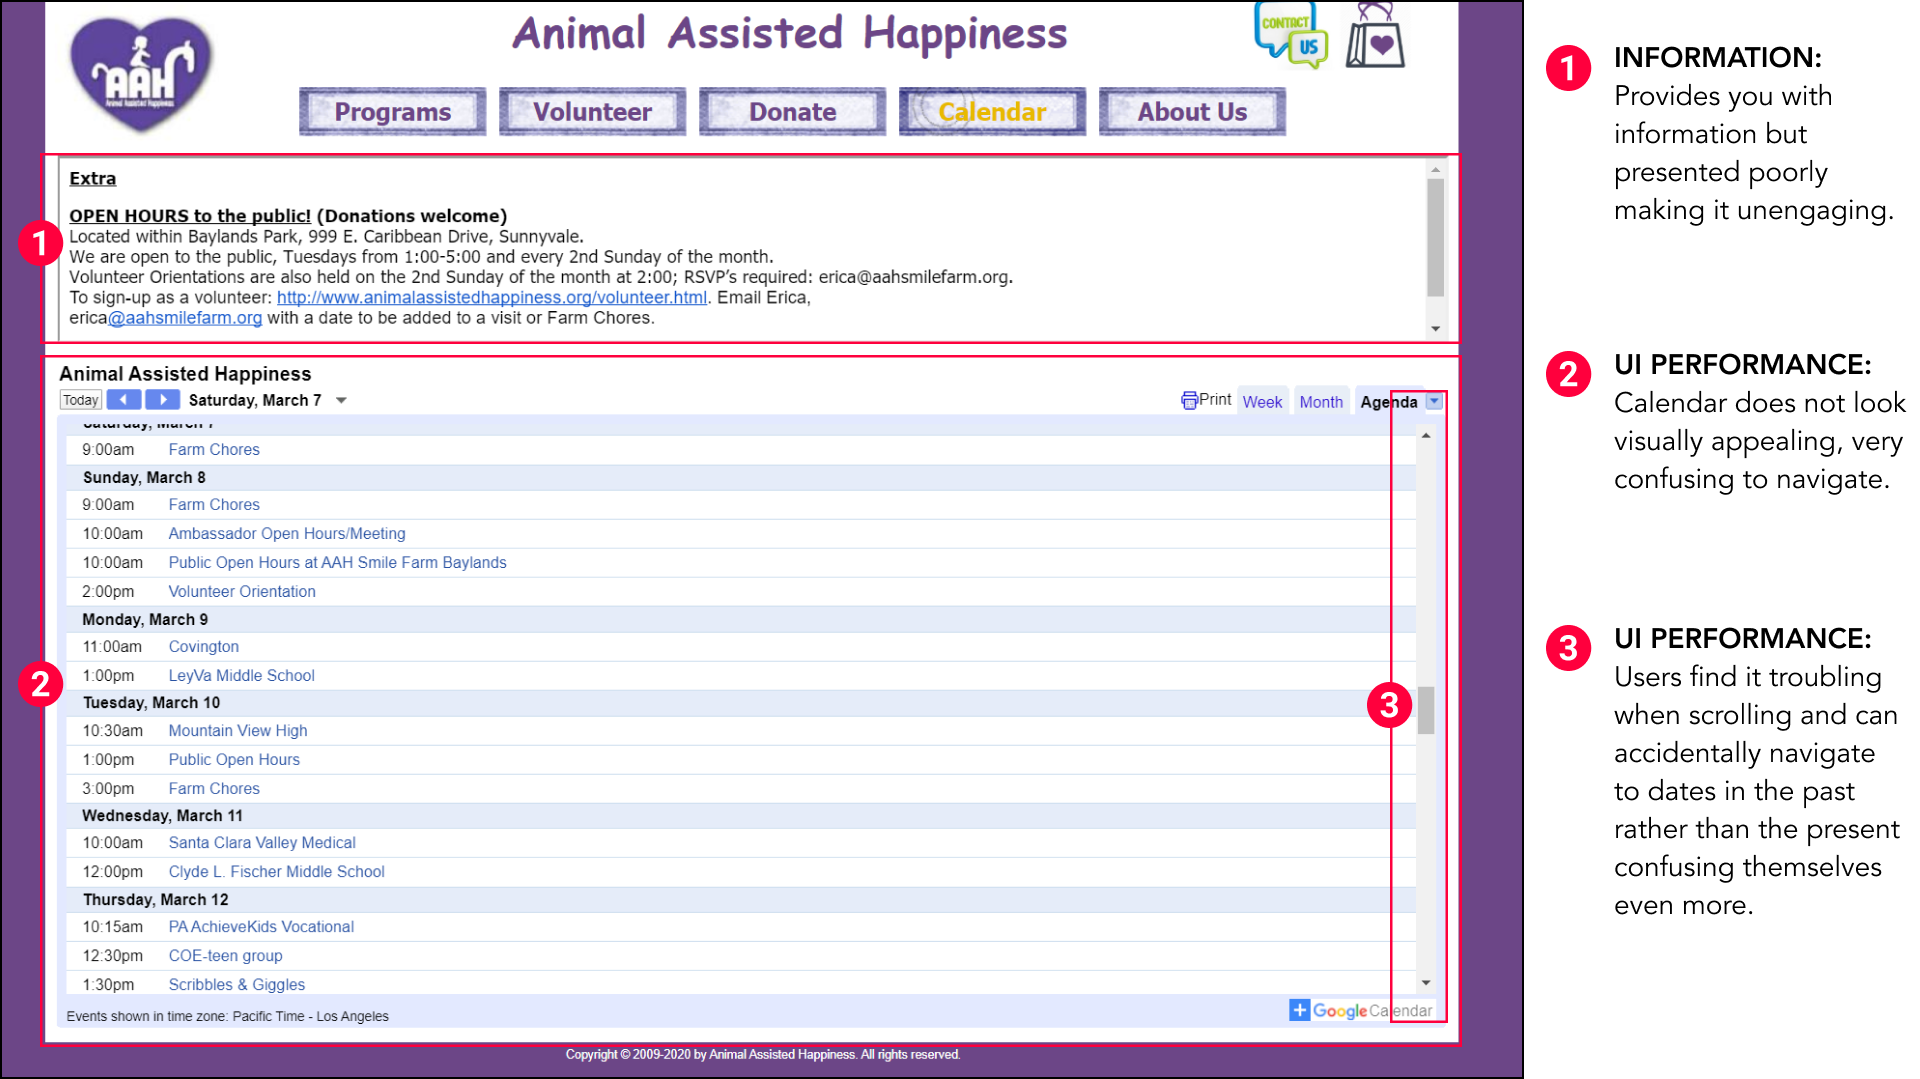 AAH
Animal Assisted Happiness
Animal Assisted Happiness
CONTACT
US
Programs
Volunteer
Donate
Calendar
About Us
1
Extra
OPEN HOURS to the public! (Donations welcome)
Located within Baylands Park, 999 E. Caribbean Drive, Sunnyvale.
We are open to the public, Tuesdays from 1:00-5:00 and every 2nd Sunday of the month.
Volunteer Orientations are also held on the 2nd Sunday of the month at 2:00; RSVP's required: erica@aahsmilefarm.org.
To sign-up as a volunteer: http://www.animalassistedhappiness.org/volunteer.html. Email Erica,
erica@aahsmilefarm.org with a date to be added to a visit or Farm Chores.
2
Animal Assisted Happiness
Today Saturday, March 7 Print Week Month Agenda
Saturday, March 7
9:00am Farm Chores
Sunday, March 8
9:00am Farm Chores
10:00am Ambassador Open Hours/Meeting
10:00am Public Open Hours at AAH Smile Farm Baylands
2:00pm Volunteer Orientation
Monday, March 9
11:00am Covington
1:00pm LeyVa Middle School
Tuesday, March 10
10:30am Mountain View High
1:00pm Public Open Hours
3:00pm Farm Chores
Wednesday, March 11
10:00am Santa Clara Valley Medical
12:00pm Clyde L. Fischer Middle School
Thursday, March 12
10:15am PA AchieveKids Vocational
12:30pm COE-teen group
1:30pm Scribbles & Giggles
3
Events shown in time zone: Pacific Time - Los Angeles
+ Google Calendar
Copyright © 2009-2020 by Animal Assisted Happiness. All rights reserved.
1
INFORMATION:
Provides you with
information but
presented poorly
making it unengaging.
2
UI PERFORMANCE:
Calendar does not look
visually appealing, very
confusing to navigate.
3
UI PERFORMANCE:
Users find it troubling
when scrolling and can
accidentally navigate
to dates in the past
rather than the present
confusing themselves
even more.